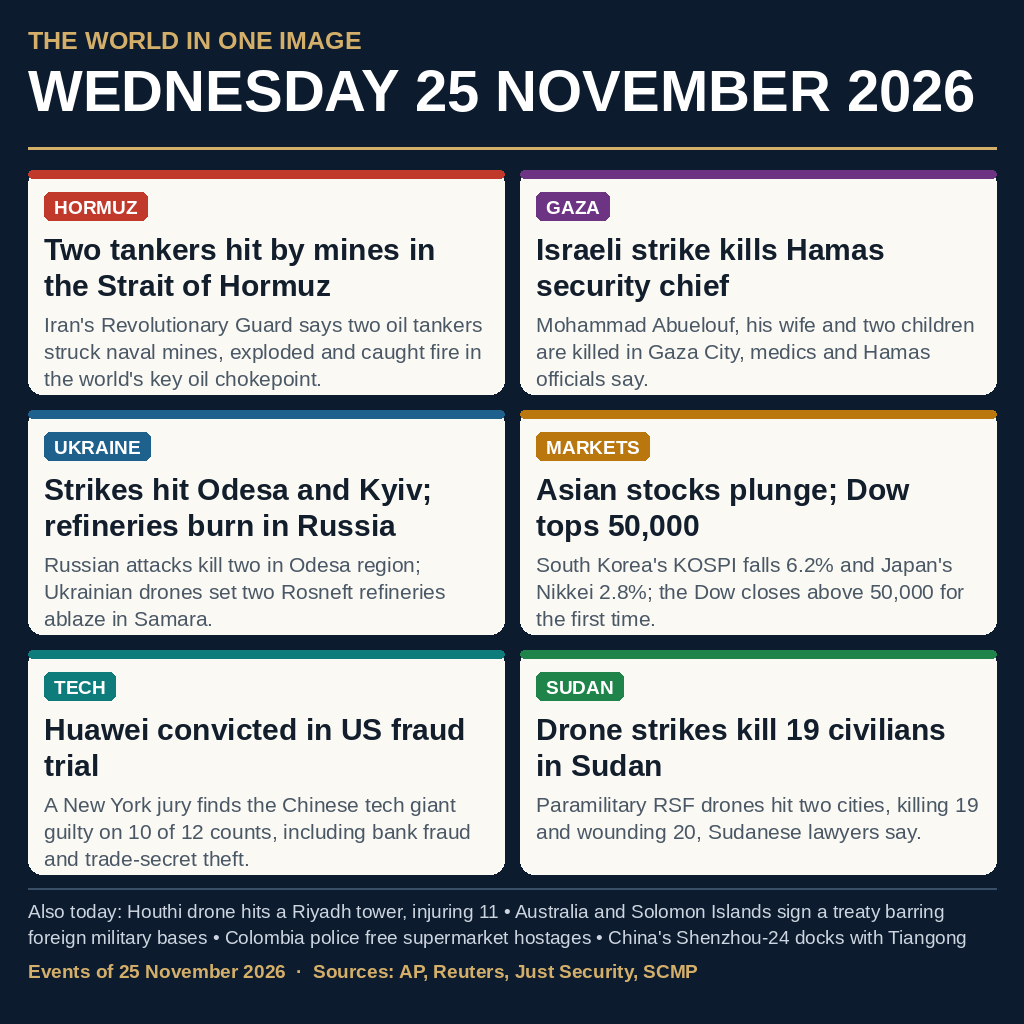 THE WORLD IN ONE IMAGE
WEDNESDAY 25 NOVEMBER 2026
HORMUZ
Two tankers hit by mines in
the Strait of Hormuz
Iran's Revolutionary Guard says two oil tankers
struck naval mines, exploded and caught fire in
the world's key oil chokepoint.
GAZA
Israeli strike kills Hamas
security chief
Mohammad Abuelouf, his wife and two children
are killed in Gaza City, medics and Hamas
officials say.
UKRAINE
Strikes hit Odesa and Kyiv;
refineries burn in Russia
Russian attacks kill two in Odesa region;
Ukrainian drones set two Rosneft refineries
ablaze in Samara.
MARKETS
Asian stocks plunge; Dow
tops 50,000
South Korea's KOSPI falls 6.2% and Japan's
Nikkei 2.8%; the Dow closes above 50,000 for
the first time.
TECH
Huawei convicted in US fraud
trial
A New York jury finds the Chinese tech giant
guilty on 10 of 12 counts, including bank fraud
and trade-secret theft.
SUDAN
Drone strikes kill 19 civilians
in Sudan
Paramilitary RSF drones hit two cities, killing 19
and wounding 20, Sudanese lawyers say.
Also today: Houthi drone hits a Riyadh tower, injuring 11 • Australia and Solomon Islands sign a treaty barring
foreign military bases • Colombia police free supermarket hostages • China's Shenzhou-24 docks with Tiangong
Events of 25 November 2026 · Sources: AP, Reuters, Just Security, SCMP